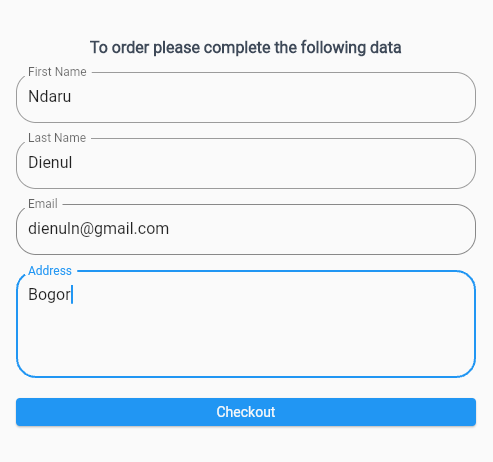 To order please complete the following data
First Name
Ndaru
Last Name
Dienul
Email
dienuln@gmail.com
Address
Bogor
Checkout